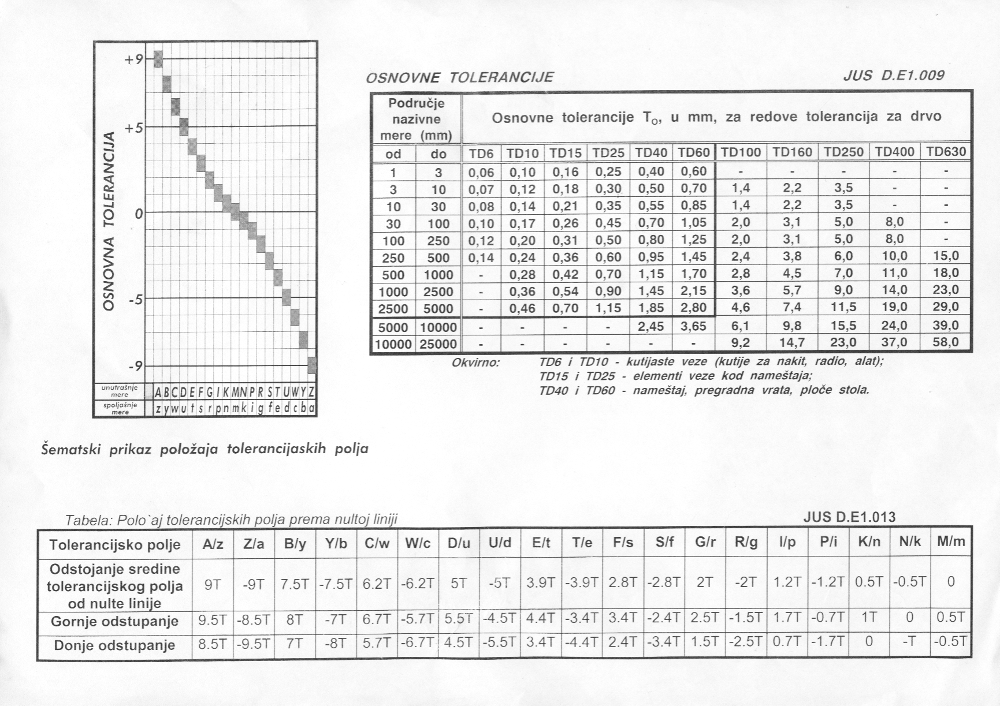 +9
+5
0
-5
-9
OSNOVNA TOLERANCIJA
unutrašnje mere A B C D E F G I K M N P R S T U W Y Z
spoljašnje mere z y w u t s r p n m k i g f e d c b a
Šematski prikaz položaja tolerancijaskih polja
OSNOVNE TOLERANCIJE JUS D.E1.009
Područje nazivne mere (mm) Osnovne tolerancije To, u mm, za redove tolerancija za drvo
od do TD6 TD10 TD15 TD25 TD40 TD60 TD100 TD160 TD250 TD400 TD630
1 3 0,06 0,10 0,16 0,25 0,40 0,60 - - - - -
3 10 0,07 0,12 0,18 0,30 0,50 0,70 1,4 2,2 3,5 - -
10 30 0,08 0,14 0,21 0,35 0,55 0,85 1,4 2,2 3,5 - -
30 100 0,10 0,17 0,26 0,45 0,70 1,05 2,0 3,1 5,0 8,0 -
100 250 0,12 0,20 0,31 0,50 0,80 1,25 2,0 3,1 5,0 8,0 -
250 500 0,14 0,24 0,36 0,60 0,95 1,45 2,4 3,8 6,0 10,0 15,0
500 1000 - 0,28 0,42 0,70 1,15 1,70 2,8 4,5 7,0 11,0 18,0
1000 2500 - 0,36 0,54 0,90 1,45 2,15 3,6 5,7 9,0 14,0 23,0
2500 5000 - 0,46 0,70 1,15 1,85 2,80 4,6 7,4 11,5 19,0 29,0
5000 10000 - - - - 2,45 3,65 6,1 9,8 15,5 24,0 39,0
10000 25000 - - - - - - 9,2 14,7 23,0 37,0 58,0
Okvirno: TD6 i TD10 - kutijaste veze (kutije za nakit, radio, alat);
TD15 i TD25 - elementi veze kod nameštaja;
TD40 i TD60 - nameštaj, pregradna vrata, ploče stola.
Tabela: Polo`aj tolerancijskih polja prema nultoj liniji JUS D.E1.013
Tolerancijsko polje A/z Z/a B/y Y/b C/w W/c D/u U/d E/t T/e F/s S/f G/r R/g I/p P/i K/n N/k M/m
Odstojanje sredine tolerancijskog polja od nulte linije 9T -9T 7.5T -7.5T 6.2T -6.2T 5T -5T 3.9T -3.9T 2.8T -2.8T 2T -2T 1.2T -1.2T 0.5T -0.5T 0
Gornje odstupanje 9.5T -8.5T 8T -7T 6.7T -5.7T 5.5T -4.5T 4.4T -3.4T 3.4T -2.4T 2.5T -1.5T 1.7T -0.7T 1T 0 0.5T
Donje odstupanje 8.5T -9.5T 7T -8T 5.7T -6.7T 4.5T -5.5T 3.4T -4.4T 2.4T -3.4T 1.5T -2.5T 0.7T -1.7T 0 -T -0.5T